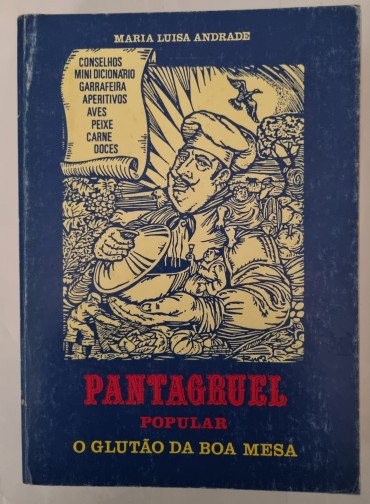 MARIA LUISA ANDRADE
CONSELHOS
MINI DICIONÁRIO
GARRAFEIRA
APERITIVOS
AVES
PEIXE
CARNE
DOCES
PANTAGRUEL
POPULAR
O GLUTÃO DA BOA MESA